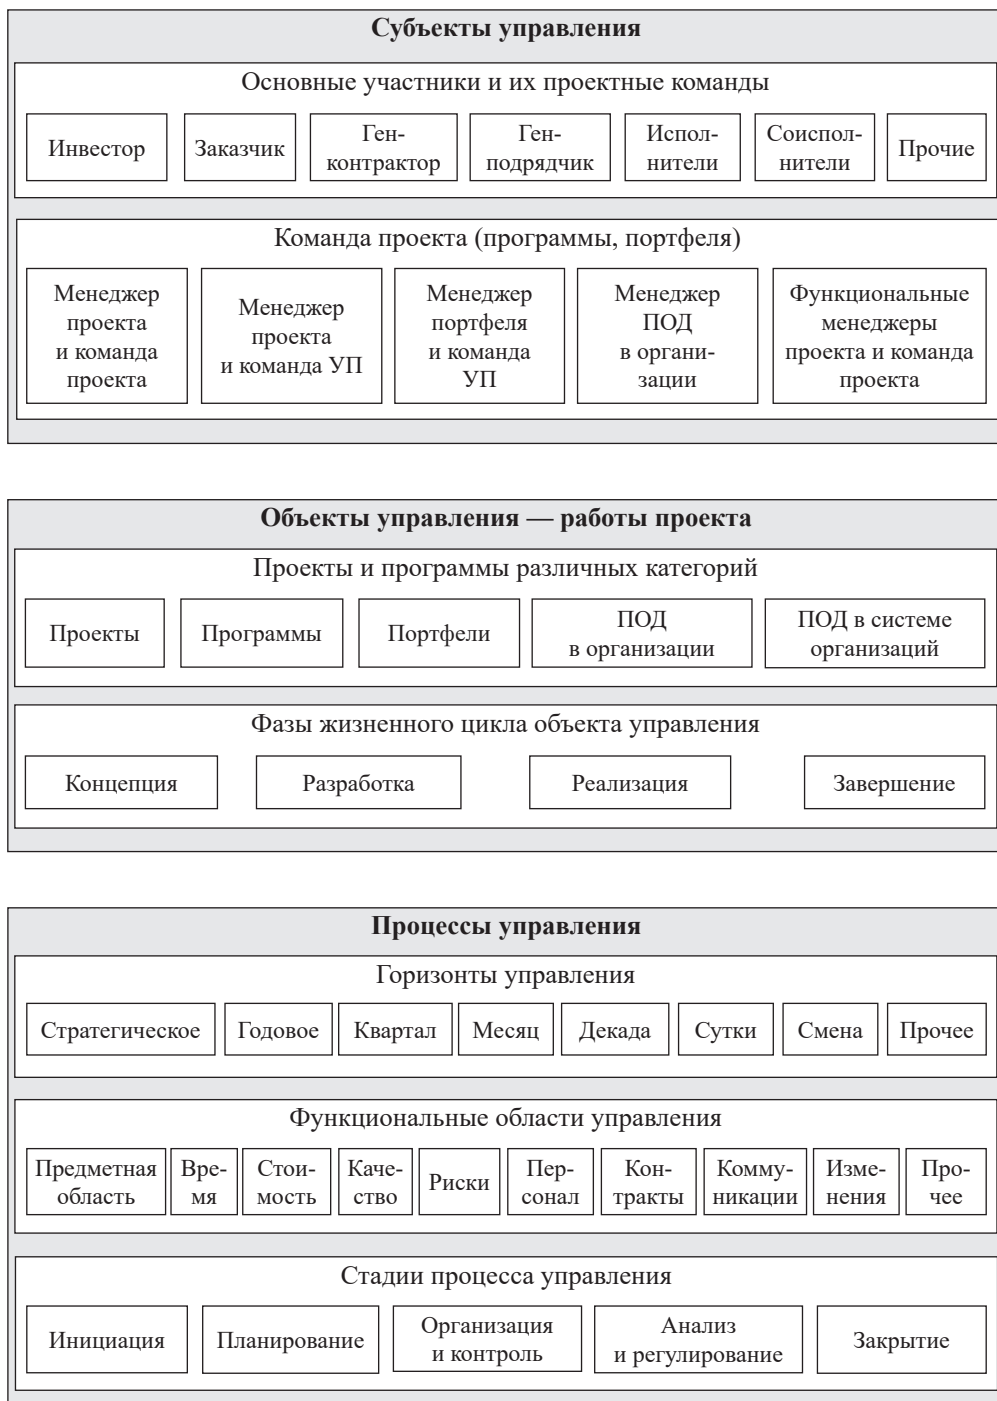 Субъекты управления
Основные участники и их проектные команды
Инвестор
Заказчик
Ген-
контрактор
Ген-
подрядчик
Испол-
нители
Соиспол-
нители
Прочие
Команда проекта (программы, портфеля)
Менеджер
проекта
и команда
проекта
Менеджер
проекта
и команда УП
Менеджер
портфеля
и команда
УП
Менеджер
ПОД
в органи-
зации
Функциональные
менеджеры
проекта и команда
проекта
Объекты управления — работы проекта
Проекты и программы различных категорий
Проекты
Программы
Портфели
ПОД
в организации
ПОД в системе
организаций
Фазы жизненного цикла объекта управления
Концепция
Разработка
Реализация
Завершение
Процессы управления
Горизонты управления
Стратегическое
Годовое
Квартал
Месяц
Декада
Сутки
Смена
Прочее
Функциональные области управления
Предметная
область
Вре-
мя
Стои-
мость
Каче-
ство
Риски
Пер-
сонал
Кон-
тракты
Комму-
никации
Изме-
нения
Про-
чее
Стадии процесса управления
Инициация
Планирование
Организация
и контроль
Анализ
и регулирование
Закрытие